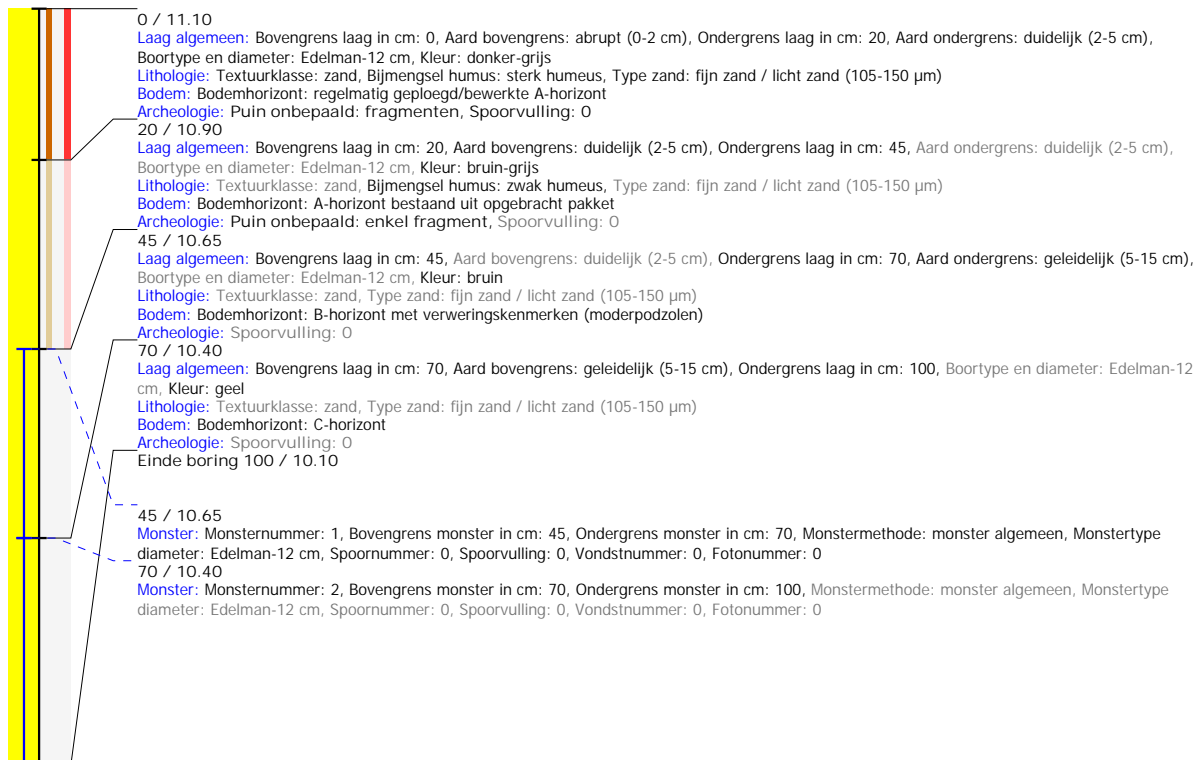 0 / 11.10
Laag algemeen: Bovengrens laag in cm: 0, Aard bovengrens: abrupt (0-2 cm), Ondergrens laag in cm: 20, Aard ondergrens: duidelijk (2-5 cm),
Boortype en diameter: Edelman-12 cm, Kleur: donker-grijs
Lithologie: Textuurklasse: zand, Bijmengsel humus: sterk humeus, Type zand: fijn zand / licht zand (105-150 µm)
Bodem: Bodemhorizont: regelmatig geploegd/bewerkte A-horizont
Archeologie: Puin onbepaald: fragmenten, Spoorvulling: 0
20 / 10.90
Laag algemeen: Bovengrens laag in cm: 20, Aard bovengrens: duidelijk (2-5 cm), Ondergrens laag in cm: 45, Aard ondergrens: duidelijk (2-5 cm),
Boortype en diameter: Edelman-12 cm, Kleur: bruin-grijs
Lithologie: Textuurklasse: zand, Bijmengsel humus: zwak humeus, Type zand: fijn zand / licht zand (105-150 µm)
Bodem: Bodemhorizont: A-horizont bestaand uit opgebracht pakket
Archeologie: Puin onbepaald: enkel fragment, Spoorvulling: 0
45 / 10.65
Laag algemeen: Bovengrens laag in cm: 45, Aard bovengrens: duidelijk (2-5 cm), Ondergrens laag in cm: 70, Aard ondergrens: geleidelijk (5-15 cm),
Boortype en diameter: Edelman-12 cm, Kleur: bruin
Lithologie: Textuurklasse: zand, Type zand: fijn zand / licht zand (105-150 µm)
Bodem: Bodemhorizont: B-horizont met verweringskenmerken (moderpodzolen)
Archeologie: Spoorvulling: 0
70 / 10.40
Laag algemeen: Bovengrens laag in cm: 70, Aard bovengrens: geleidelijk (5-15 cm), Ondergrens laag in cm: 100, Boortype en diameter: Edelman-12
cm, Kleur: geel
Lithologie: Textuurklasse: zand, Type zand: fijn zand / licht zand (105-150 µm)
Bodem: Bodemhorizont: C-horizont
Archeologie: Spoorvulling: 0
Einde boring 100 / 10.10
45 / 10.65
Monster: Monsternummer: 1, Bovengrens monster in cm: 45, Ondergrens monster in cm: 70, Monstermethode: monster algemeen, Monstertype
diameter: Edelman-12 cm, Spoornummer: 0, Spoorvulling: 0, Vondstnummer: 0, Fotonummer: 0
70 / 10.40
Monster: Monsternummer: 2, Bovengrens monster in cm: 70, Ondergrens monster in cm: 100, Monstermethode: monster algemeen, Monstertype
diameter: Edelman-12 cm, Spoornummer: 0, Spoorvulling: 0, Vondstnummer: 0, Fotonummer: 0